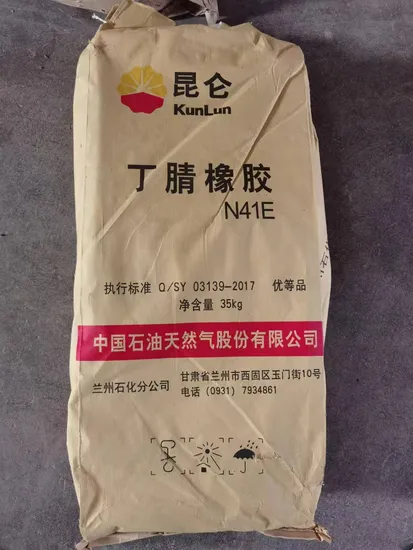 昆仑
KunLun
丁腈橡胶
N41E
执行标准 Q/SY 03139-2017 优等品
净含量 35kg
中国石油天然气股份有限公司
兰州石化分公司
甘肃省兰州市西固区玉门街10号
电话 (0931) 7934861